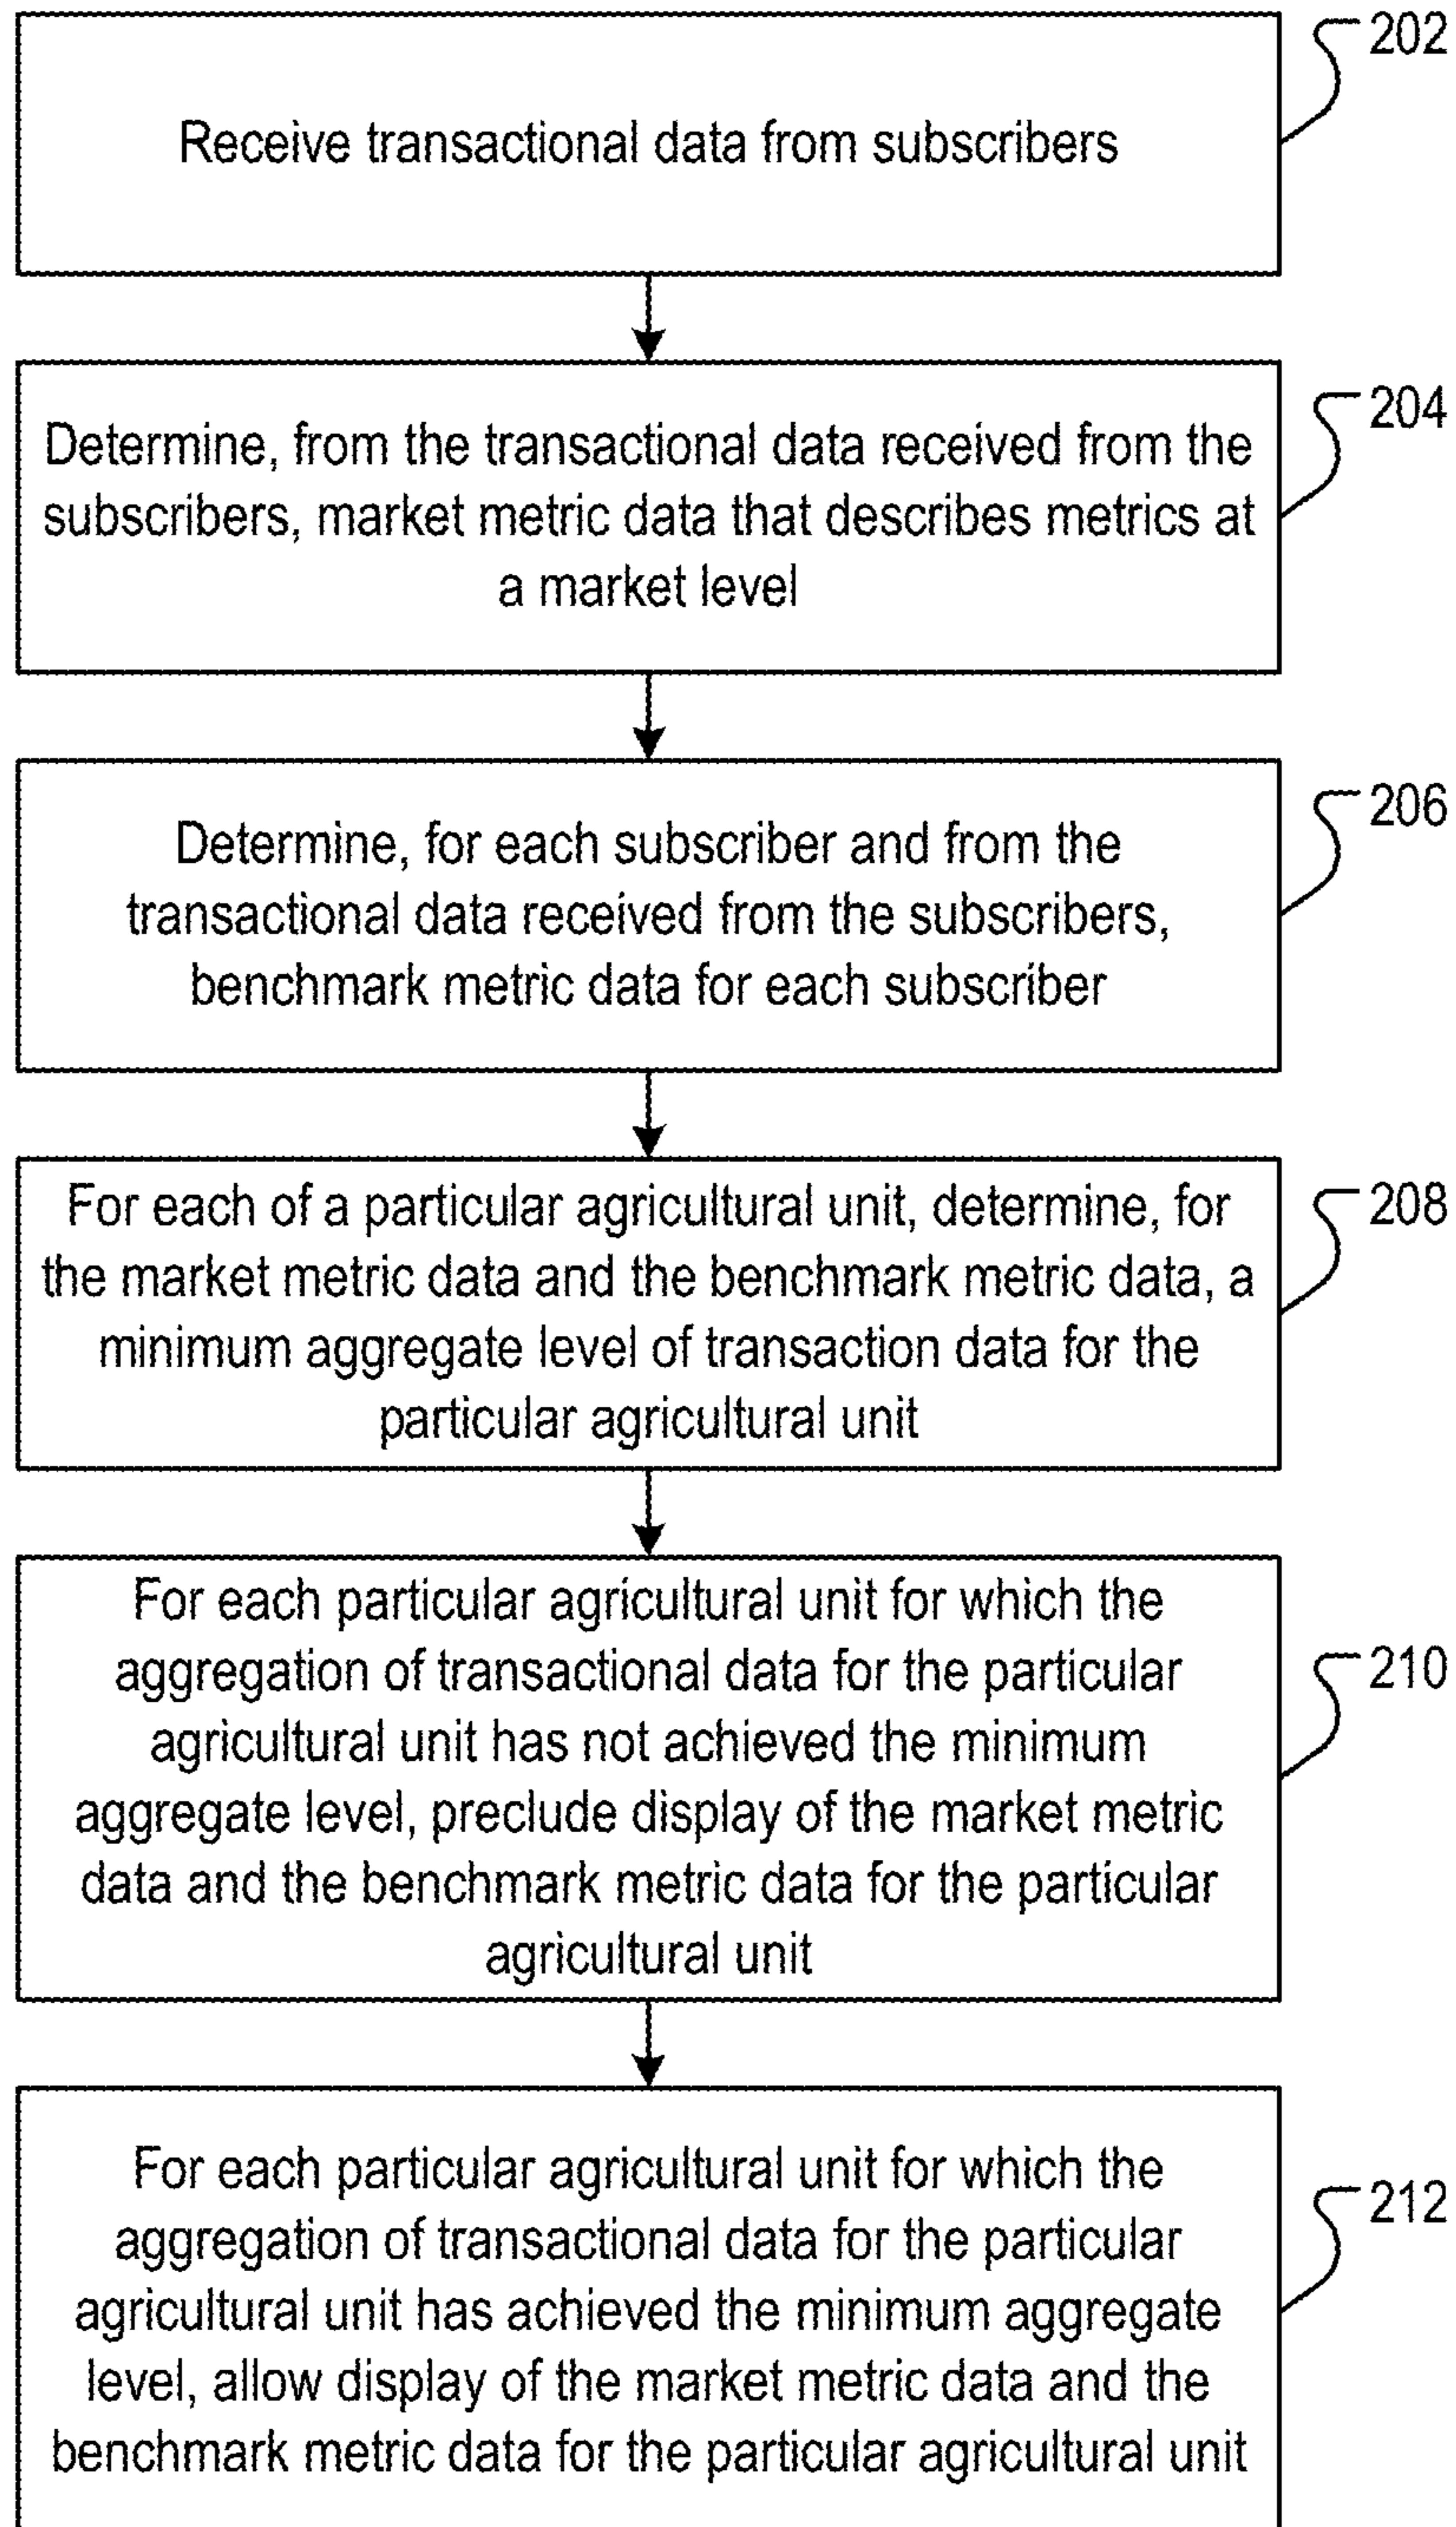 202
Receive transactional data from subscribers
204
Determine, from the transactional data received from the
subscribers, market metric data that describes metrics at
a market level
206
Determine, for each subscriber and from the
transactional data received from the subscribers,
benchmark metric data for each subscriber
208
For each of a particular agricultural unit, determine, for
the market metric data and the benchmark metric data, a
minimum aggregate level of transaction data for the
particular agricultural unit
210
For each particular agricultural unit for which the
aggregation of transactional data for the particular
agricultural unit has not achieved the minimum
aggregate level, preclude display of the market metric
data and the benchmark metric data for the particular
agricultural unit
212
For each particular agricultural unit for which the
aggregation of transactional data for the particular
agricultural unit has achieved the minimum aggregate
level, allow display of the market metric data and the
benchmark metric data for the particular agricultural unit